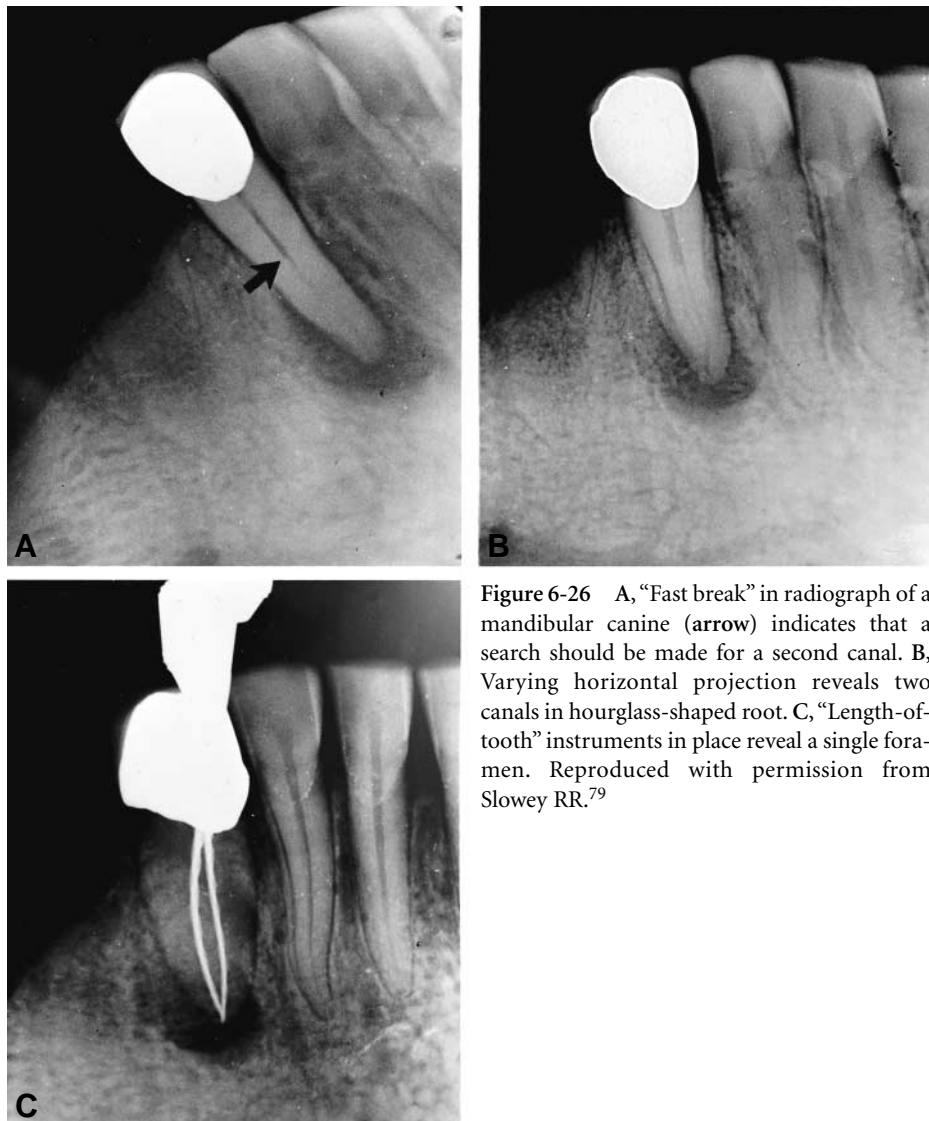 A
B
C
Figure 6-26 A, “Fast break” in radiograph of a
mandibular canine (arrow) indicates that a
search should be made for a second canal. B,
Varying horizontal projection reveals two
canals in hourglass-shaped root. C, “Length-of-
tooth” instruments in place reveal a single fora-
men. Reproduced with permission from
Slowey RR.79